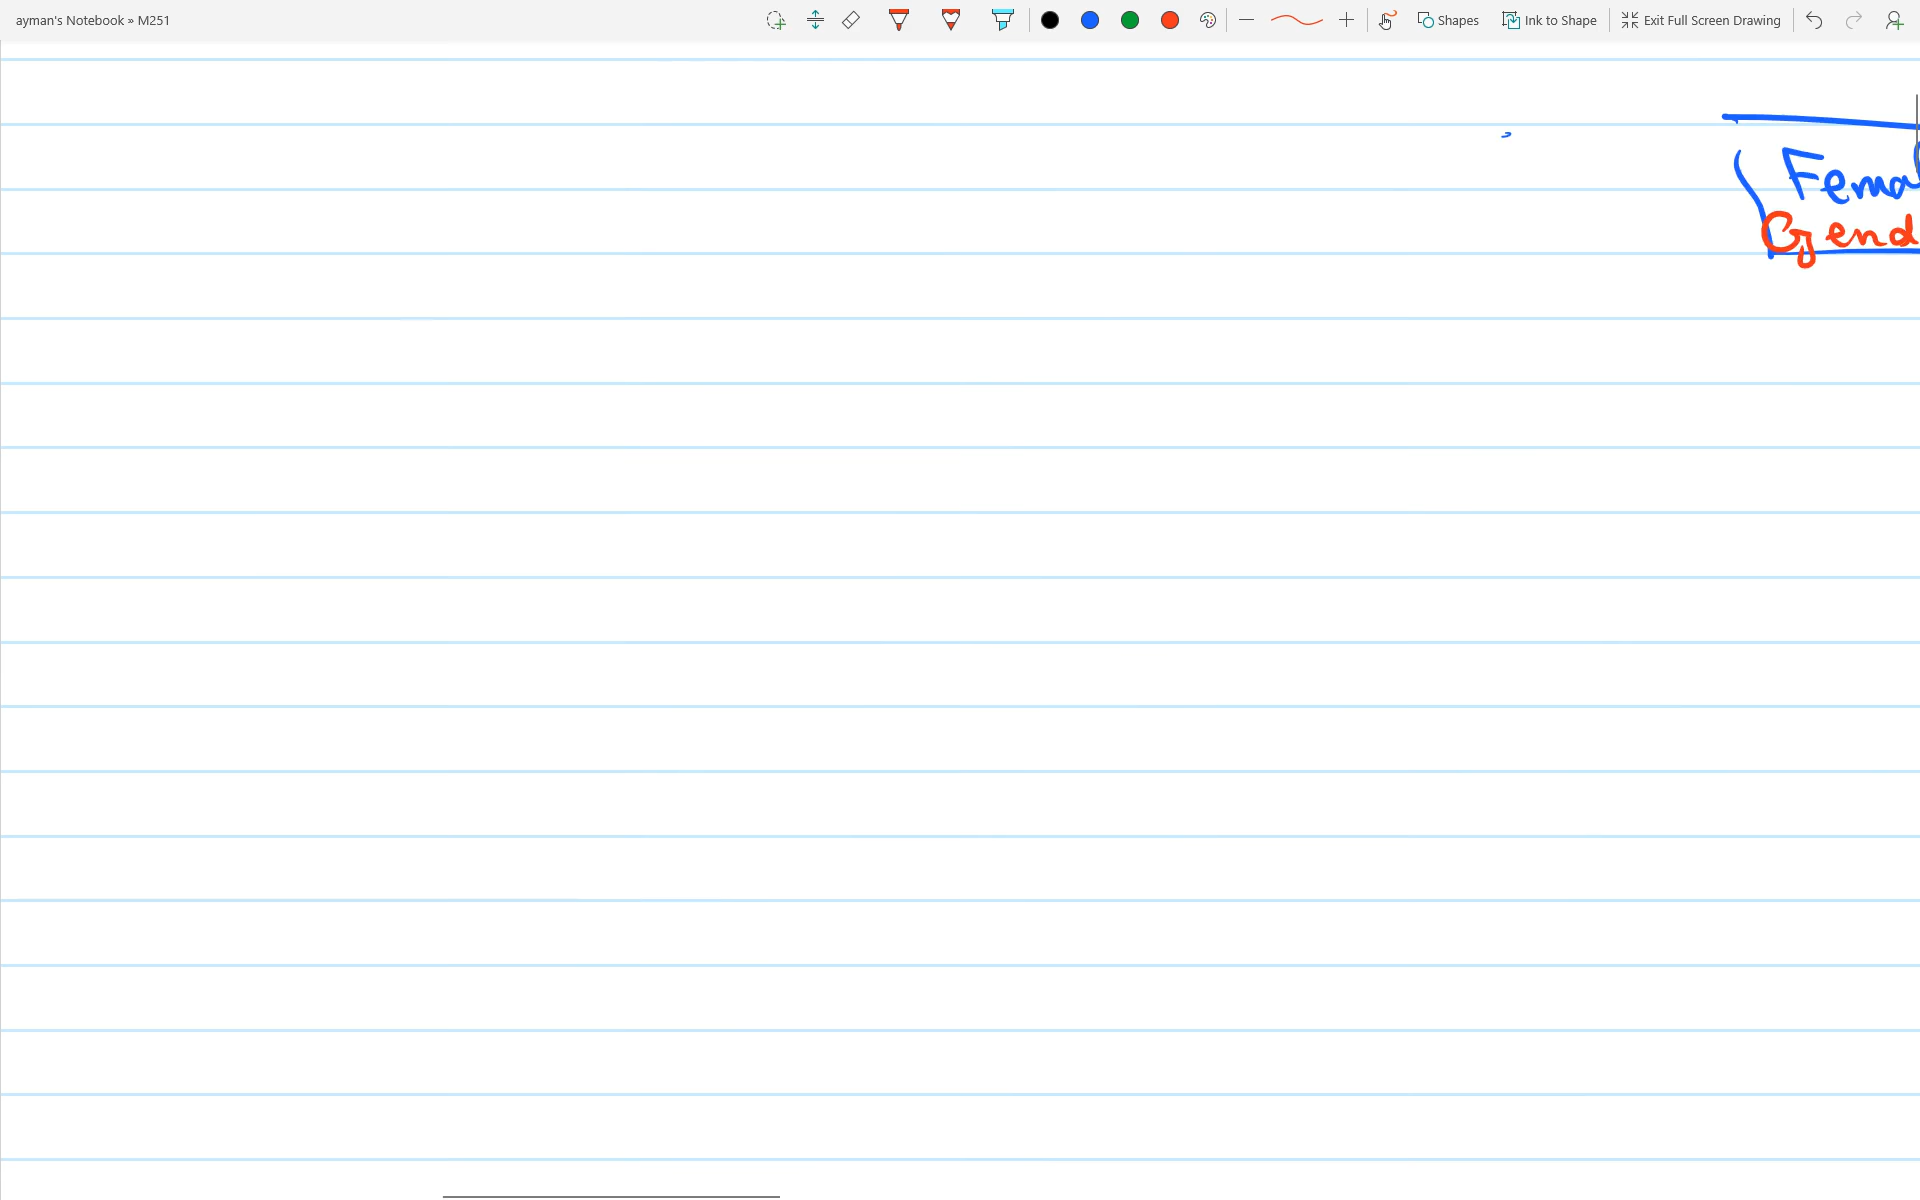 ayman's Notebook » M251
Shapes
Ink to Shape
Exit Full Screen Drawing
Fema
Gend